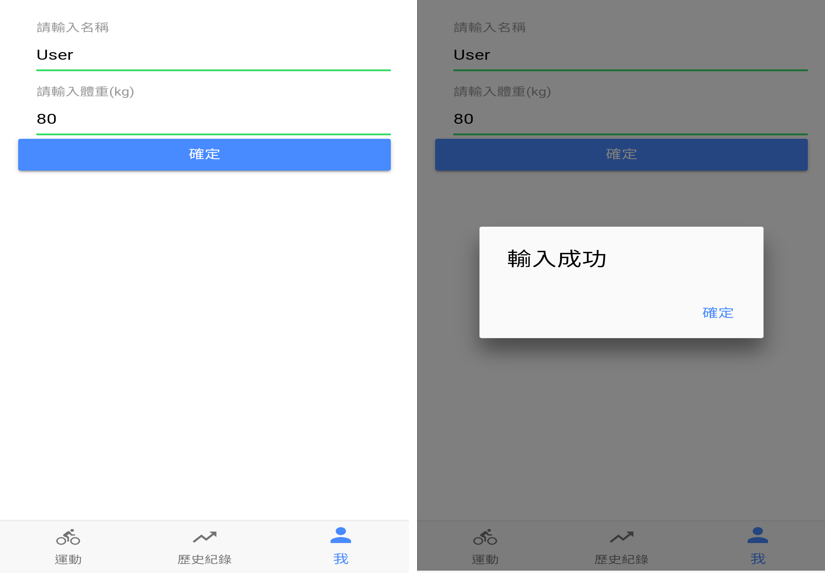 請輸入名稱
User
請輸入體重(kg)
80
確定
運動
歷史紀錄
我
請輸入名稱
User
請輸入體重(kg)
80
確定
輸入成功
確定
運動
歷史紀錄
我